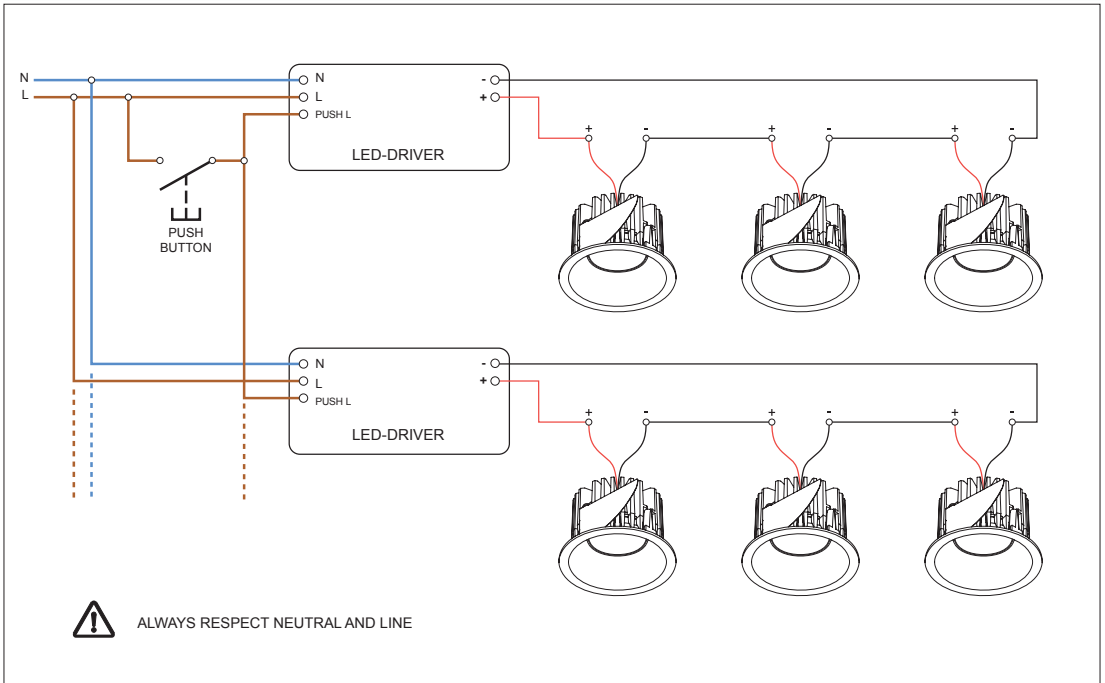 N
L
N
L
PUSH L
-
+
LED-DRIVER
+ - + - + -
PUSH
BUTTON
N
L
PUSH L
-
+
LED-DRIVER
+ - + - + -
ALWAYS RESPECT NEUTRAL AND LINE